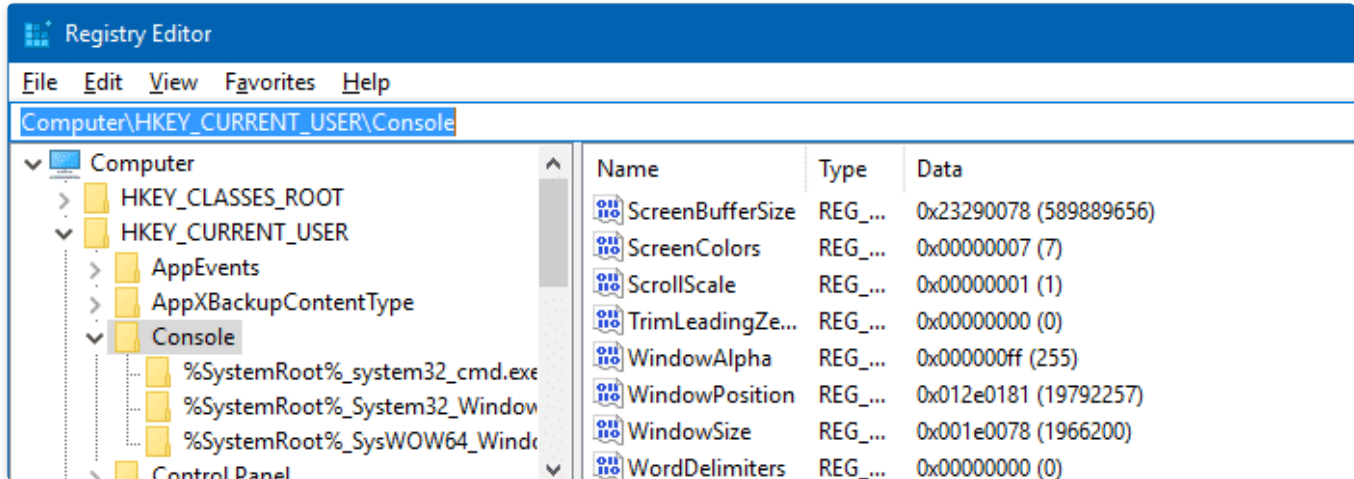 Registry Editor
File Edit View Favorites Help
Computer\HKEY_CURRENT_USER\Console
Computer
HKEY_CLASSES_ROOT
HKEY_CURRENT_USER
AppEvents
AppXBackupContentType
Console
%SystemRoot%_system32_cmd.exe
%SystemRoot%_System32_Window
%SystemRoot%_SysWOW64_Windo
Control Panel
Name Type Data
ScreenBufferSize REG_... 0x23290078 (589889656)
ScreenColors REG_... 0x00000007 (7)
ScrollScale REG_... 0x00000001 (1)
TrimLeadingZe... REG_... 0x00000000 (0)
WindowAlpha REG_... 0x000000ff (255)
WindowPosition REG_... 0x012e0181 (19792257)
WindowSize REG_... 0x001e0078 (1966200)
WordDelimiters REG_... 0x00000000 (0)